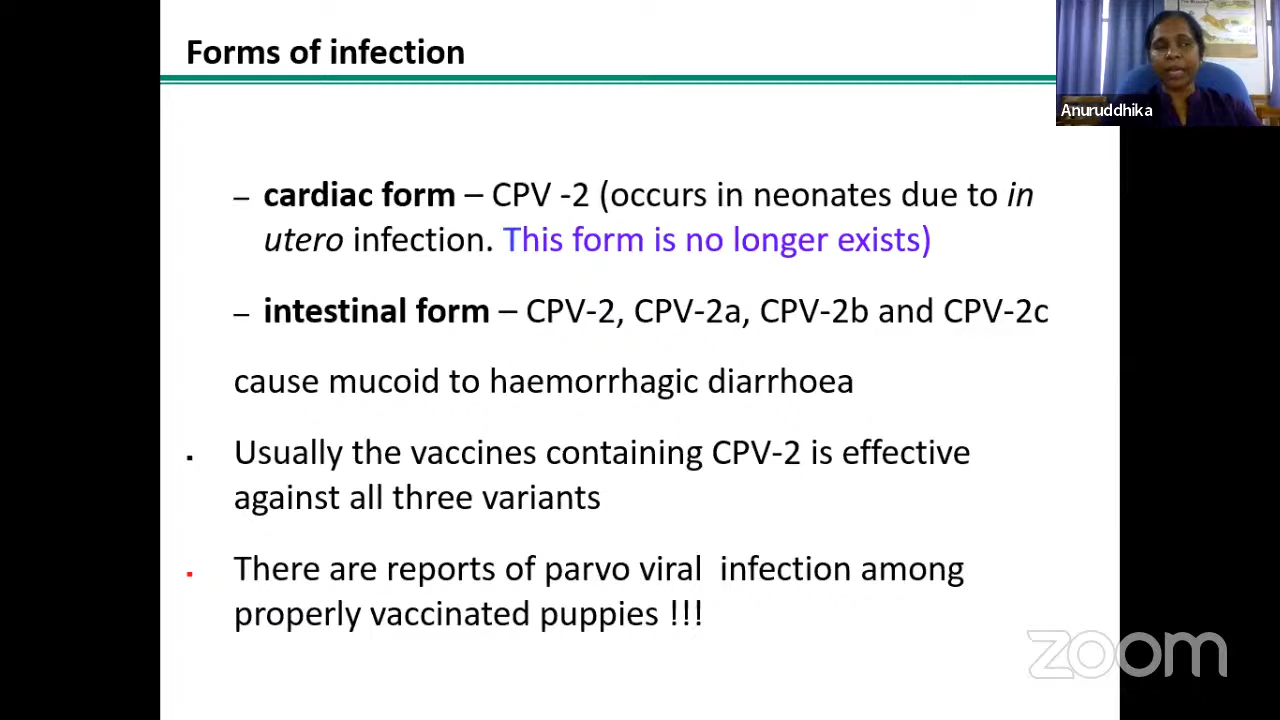 Forms of infection
Anuruddhika
– cardiac form – CPV -2 (occurs in neonates due to in
utero infection. This form is no longer exists)
– intestinal form – CPV-2, CPV-2a, CPV-2b and CPV-2c
cause mucoid to haemorrhagic diarrhoea
▪ Usually the vaccines containing CPV-2 is effective
against all three variants
▪ There are reports of parvo viral infection among
properly vaccinated puppies !!!
zoom